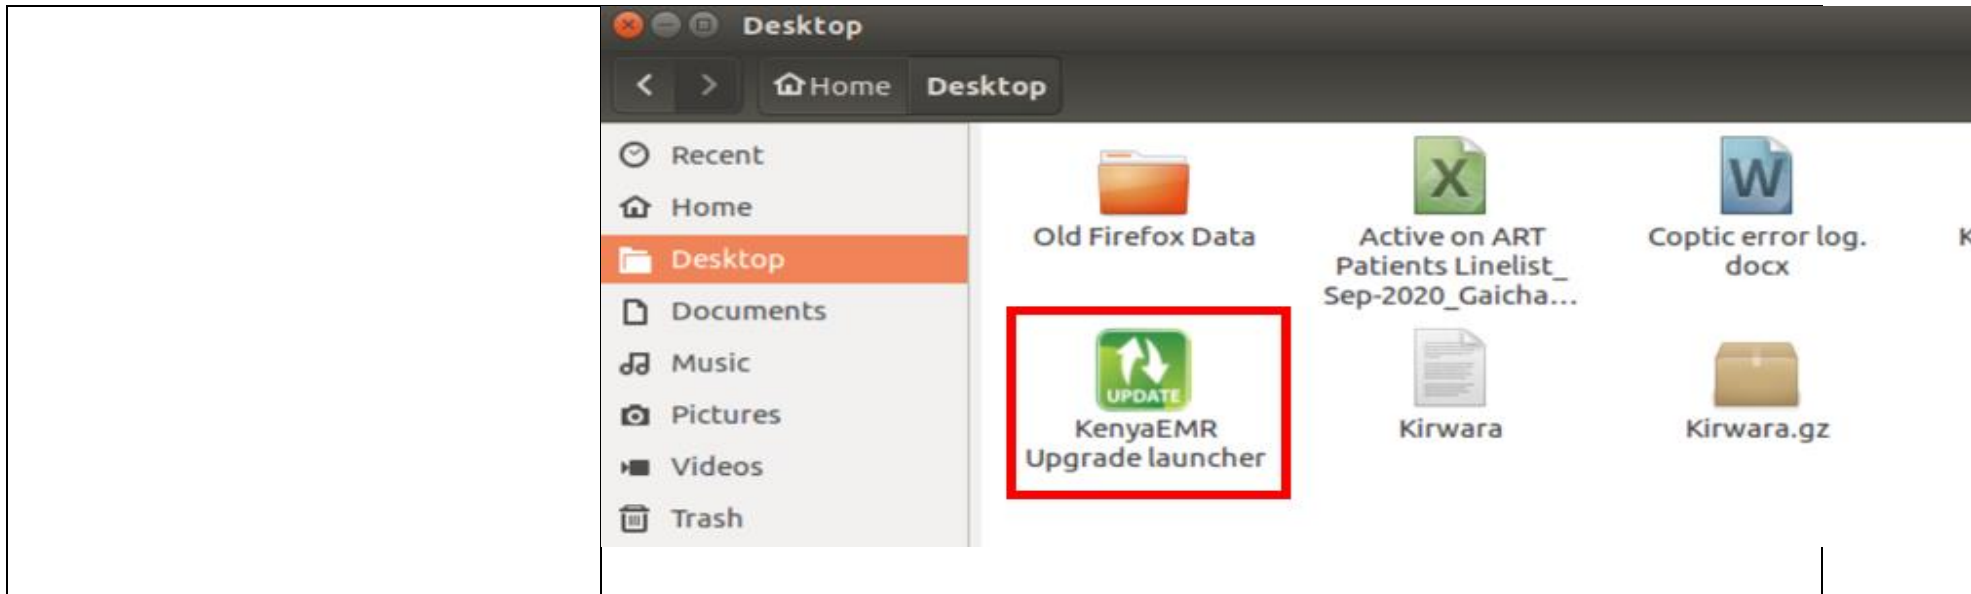 Desktop
Home Desktop
Recent
Home
Desktop
Documents
Music
Pictures
Videos
Trash
Old Firefox Data
Active on ART
Patients Linelist_
Sep-2020_Gaicha...
Coptic error log.
docx
K
UPDATE
KenyaEMR
Upgrade launcher
Kirwara
Kirwara.gz